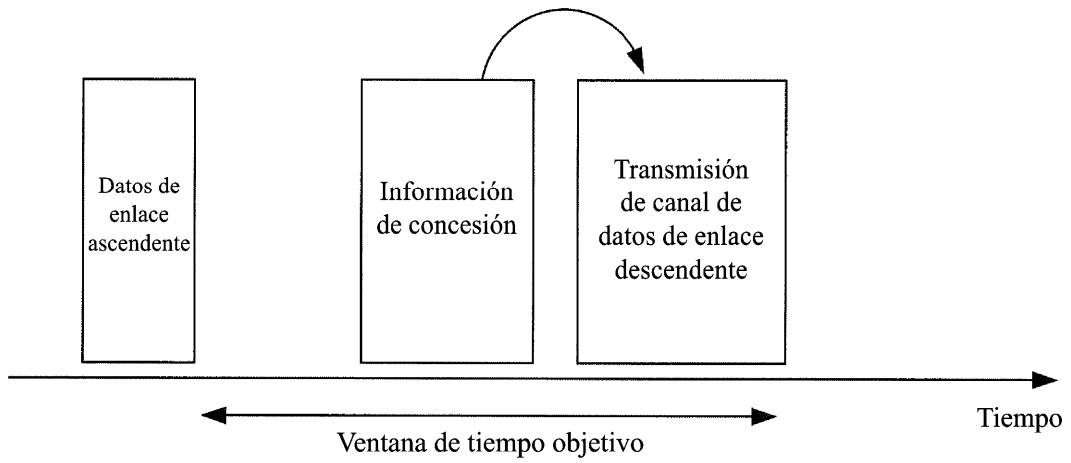 Datos de
enlace
ascendente
Información
de concesión
Transmisión
de canal de
datos de enlace
descendente
Tiempo
Ventana de tiempo objetivo